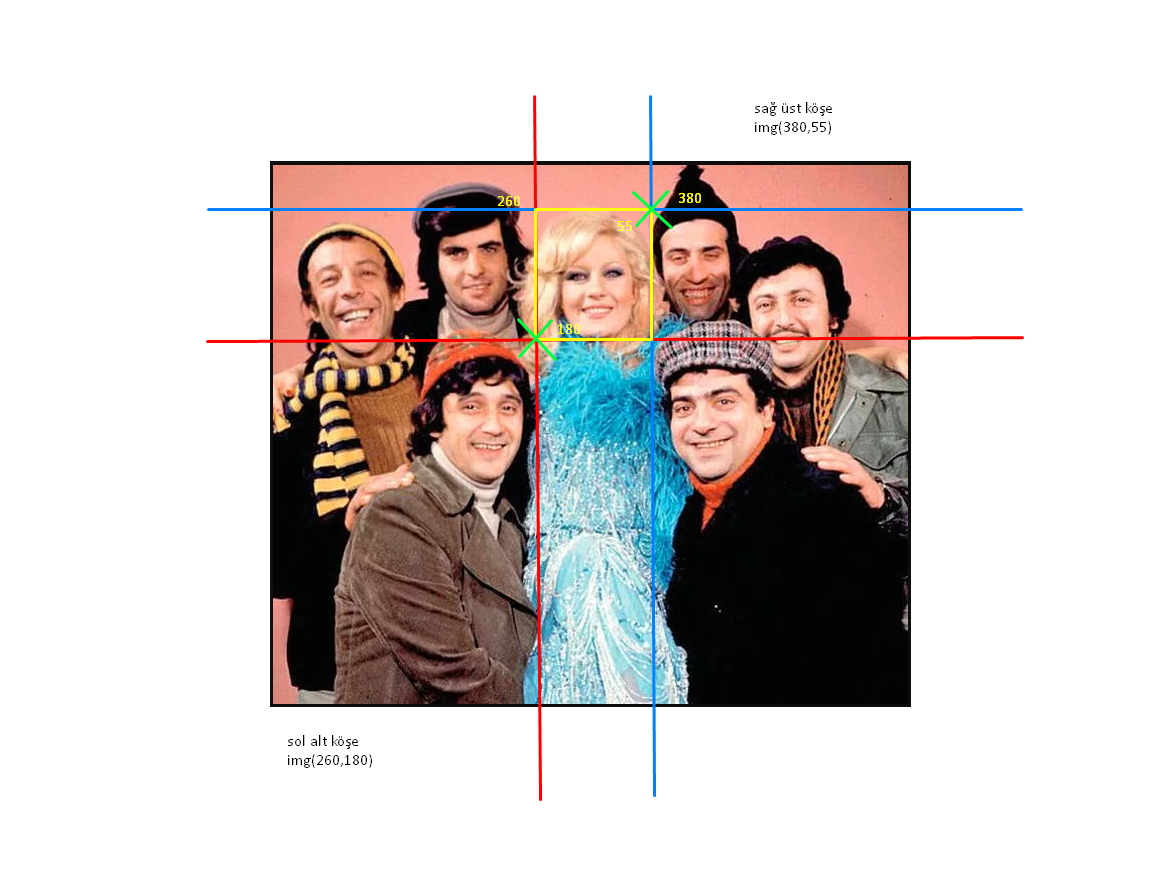 sağ üst köşe
img(380,55)
260
380
55
180
sol alt köşe
img(260,180)